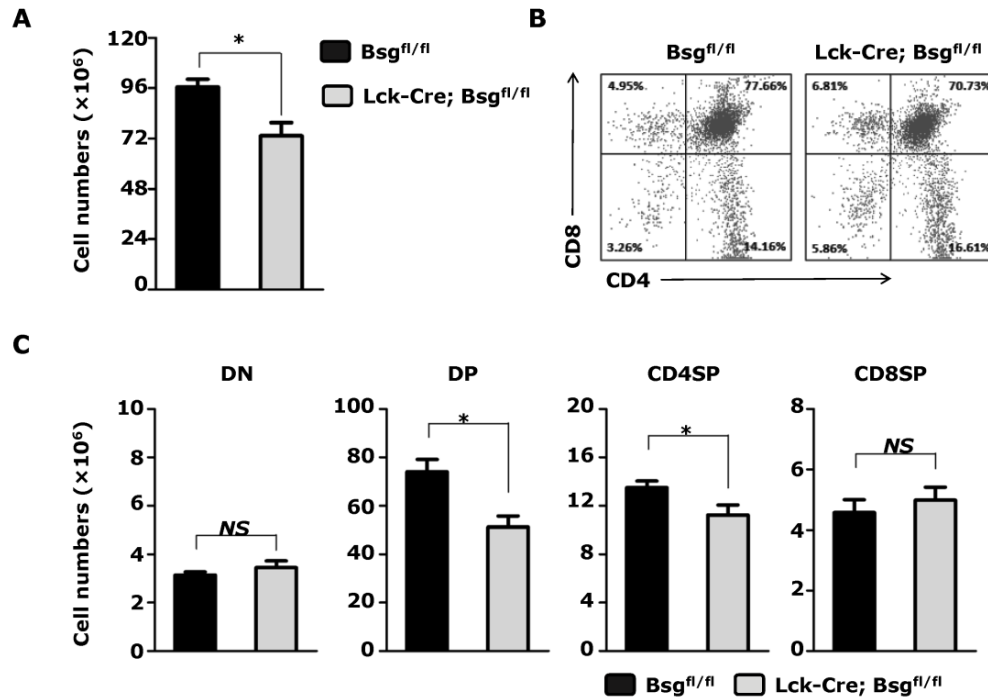 A
Cell numbers (×10⁶)
120
96
72
48
24
0
*
Bsgfl/fl
Lck-Cre; Bsgfl/fl
B
Bsgfl/fl
Lck-Cre; Bsgfl/fl
4.95%
77.66%
6.81%
70.73%
3.26%
14.16%
5.86%
16.61%
CD8
CD4
C
DN
DP
CD4SP
CD8SP
Cell numbers (×10⁶)
10
8
6
4
2
0
NS
100
80
60
40
20
0
*
20
16
12
8
4
0
*
8
6
4
2
0
NS
Bsgfl/fl
Lck-Cre; Bsgfl/fl